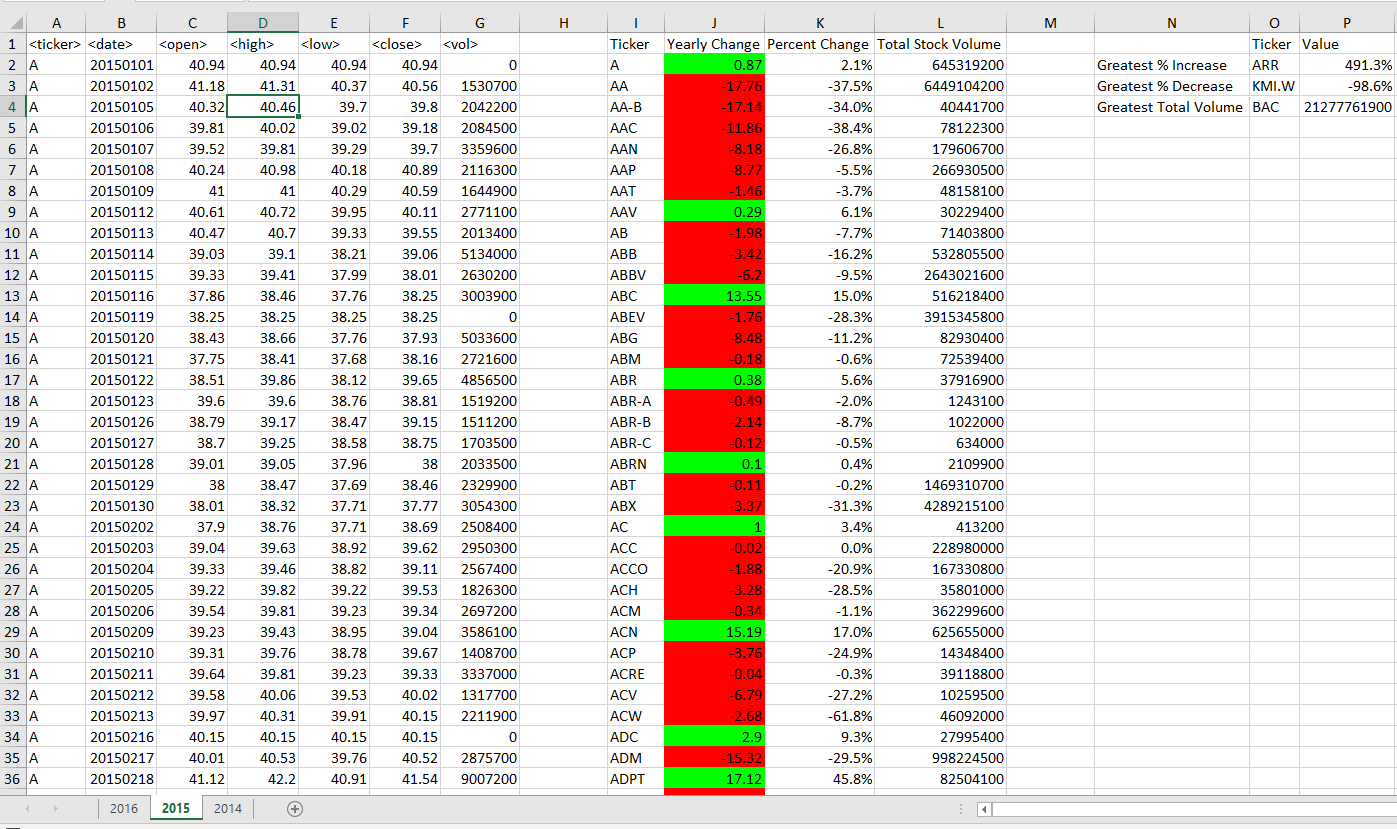 A B C D E F G H I J K L M N O P
1 <ticker> <date> <open> <high> <low> <close> <vol> Ticker Yearly Change Percent Change Total Stock Volume Ticker Value
2 A 20150101 40.94 40.94 40.94 40.94 0 A 0.87 2.1% 645319200 Greatest % Increase ARR 491.3%
3 A 20150102 41.18 41.31 40.37 40.56 1530700 AA -17.76 -37.5% 6449104200 Greatest % Decrease KMI.W -98.6%
4 A 20150105 40.32 40.46 39.7 39.8 2042200 AA-B -17.14 -34.0% 40441700 Greatest Total Volume BAC 21277761900
5 A 20150106 39.81 40.02 39.02 39.18 2084500 AAC -11.86 -38.4% 78122300
6 A 20150107 39.52 39.81 39.29 39.7 3359600 AAN -8.18 -26.8% 179606700
7 A 20150108 40.24 40.98 40.18 40.89 2116300 AAP -8.77 -5.5% 266930500
8 A 20150109 41 41 40.29 40.59 1644900 AAT -1.46 -3.7% 48158100
9 A 20150112 40.61 40.72 39.95 40.11 2771100 AAV 0.29 6.1% 30229400
10 A 20150113 40.47 40.7 39.33 39.55 2013400 AB -1.98 -7.7% 71403800
11 A 20150114 39.03 39.1 38.21 39.06 5134000 ABB -3.42 -16.2% 532805500
12 A 20150115 39.33 39.41 37.99 38.01 2630200 ABBV -6.2 -9.5% 2643021600
13 A 20150116 37.86 38.46 37.76 38.25 3003900 ABC 13.55 15.0% 516218400
14 A 20150119 38.25 38.25 38.25 38.25 0 ABEV -1.76 -28.3% 3915345800
15 A 20150120 38.43 38.66 37.76 37.93 5033600 ABG -8.48 -11.2% 82930400
16 A 20150121 37.75 38.41 37.68 38.16 2721600 ABM -0.18 -0.6% 72539400
17 A 20150122 38.51 39.86 38.12 39.65 4856500 ABR 0.38 5.6% 37916900
18 A 20150123 39.6 39.6 38.76 38.81 1519200 ABR-A -0.49 -2.0% 1243100
19 A 20150126 38.79 39.17 38.47 39.15 1511200 ABR-B -2.14 -8.7% 1022000
20 A 20150127 38.7 39.25 38.58 38.75 1703500 ABR-C -0.12 -0.5% 634000
21 A 20150128 39.01 39.05 37.96 38 2033500 ABRN 0.1 0.4% 2109900
22 A 20150129 38 38.47 37.69 38.46 2329900 ABT -0.11 -0.2% 1469310700
23 A 20150130 38.01 38.32 37.71 37.77 3054300 ABX -3.37 -31.3% 4289215100
24 A 20150202 37.9 38.76 37.71 38.69 2508400 AC 1 3.4% 413200
25 A 20150203 39.04 39.63 38.92 39.62 2950300 ACC -0.02 0.0% 228980000
26 A 20150204 39.33 39.46 38.82 39.11 2567400 ACCO -1.88 -20.9% 167330800
27 A 20150205 39.22 39.82 39.22 39.53 1826300 ACH -3.28 -28.5% 35801000
28 A 20150206 39.54 39.81 39.23 39.34 2697200 ACM -0.34 -1.1% 362299600
29 A 20150209 39.23 39.43 38.95 39.04 3586100 ACN 15.19 17.0% 625655000
30 A 20150210 39.31 39.76 38.78 39.67 1408700 ACP -3.76 -24.9% 14348400
31 A 20150211 39.64 39.81 39.23 39.33 3337000 ACRE -0.04 -0.3% 39118800
32 A 20150212 39.58 40.06 39.53 40.02 1317700 ACV -6.79 -27.2% 10259500
33 A 20150213 39.97 40.31 39.91 40.15 2211900 ACW -2.68 -61.8% 46092000
34 A 20150216 40.15 40.15 40.15 40.15 0 ADC 2.9 9.3% 27995400
35 A 20150217 40.01 40.53 39.76 40.52 2875700 ADM -15.32 -29.5% 998224500
36 A 20150218 41.12 42.2 40.91 41.54 9007200 ADPT 17.12 45.8% 82504100
2016 2015 2014